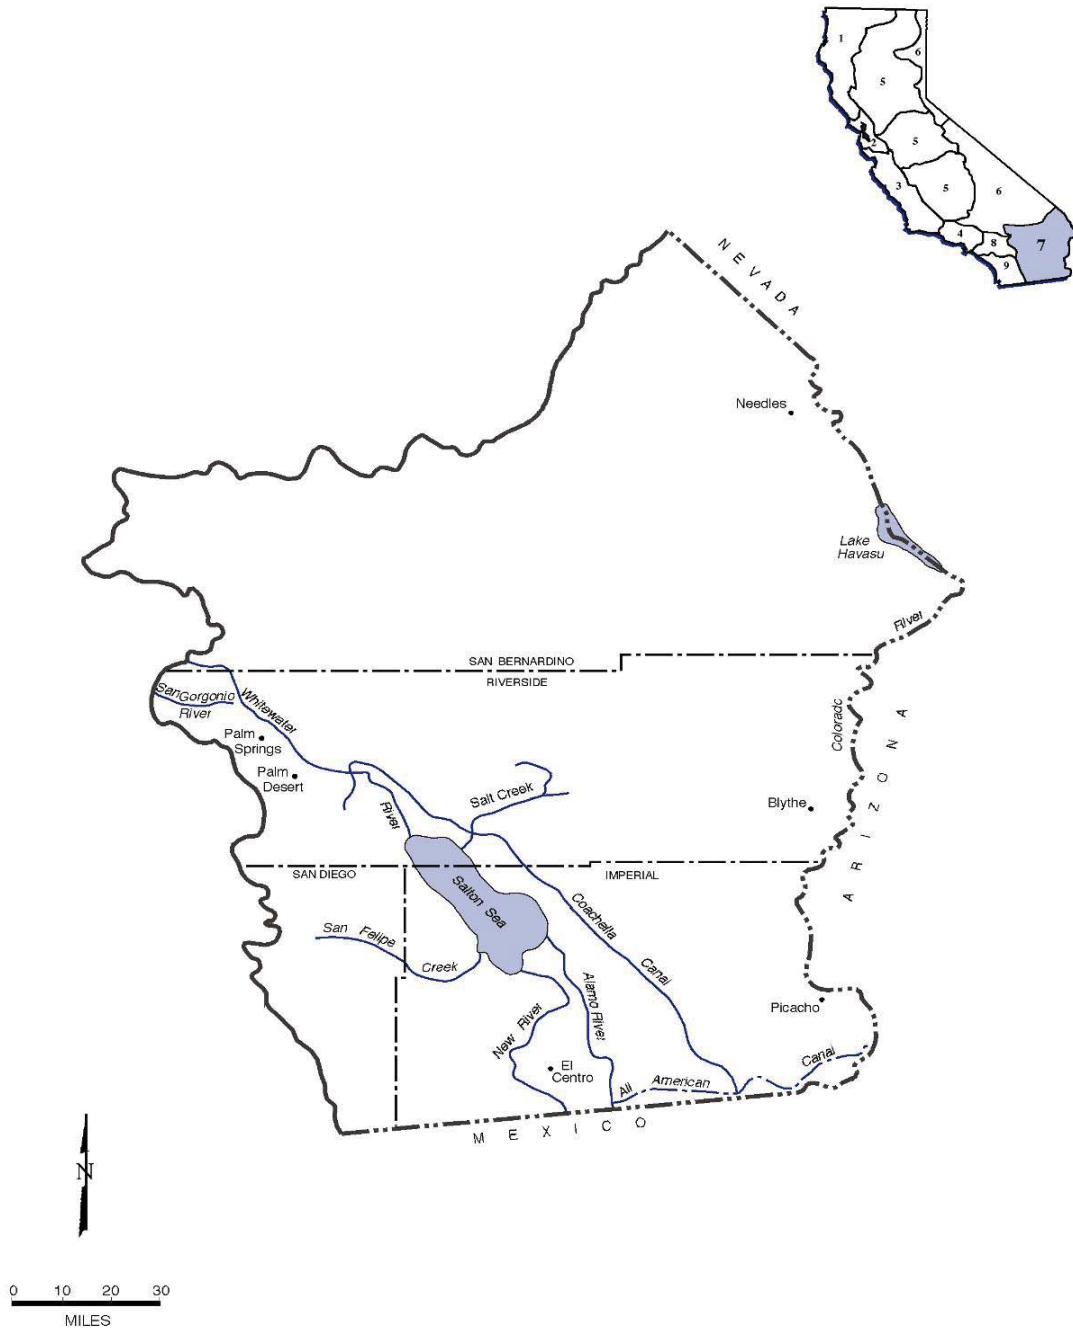 1
6
5
2
5
3
5
6
4
8
7
9
NEVADA
Needles
Lake
Havasu
River
SAN BERNARDINO
RIVERSIDE
San Gorgonio
River
Whitewater
Colorado
ARIZONA
Palm
Springs
Palm
Desert
River
Salt Creek
Blythe
SAN DIEGO
IMPERIAL
Salton Sea
Coachella
Canal
San Felipe
Creek
Alamo River
New River
Picacho
El
Centro
All American Canal
MEXICO
N
0 10 20 30
MILES